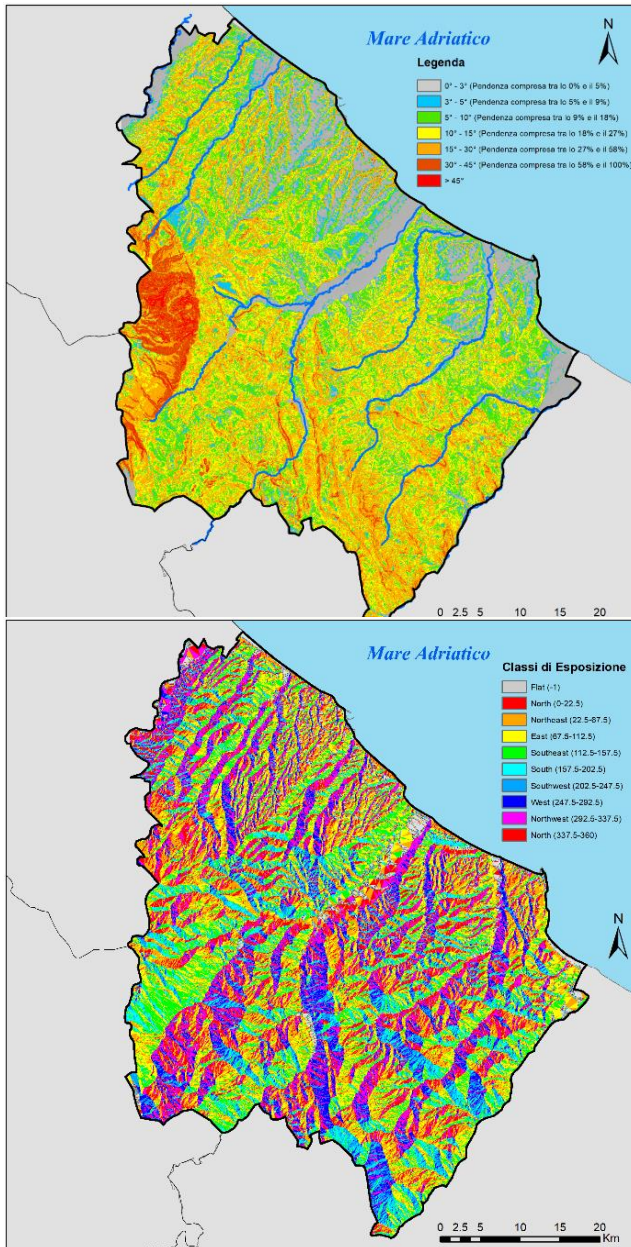 Mare Adriatico
N
Legenda
0° - 3° (Pendenza compresa tra lo 0% e il 5%)
3° - 5° (Pendenza compresa tra lo 5% e il 9%)
5° - 10° (Pendenza compresa tra lo 9% e il 18%)
10° - 15° (Pendenza compresa tra lo 18% e il 27%)
15° - 30° (Pendenza compresa tra lo 27% e il 58%)
30° - 45° (Pendenza compresa tra lo 58% e il 100%)
> 45°
0 2.5 5 10 15 20
Mare Adriatico
Classi di Esposizione
Flat (-1)
North (0-22.5)
Northeast (22.5-67.5)
East (67.5-112.5)
Southeast (112.5-157.5)
South (157.5-202.5)
Southwest (202.5-247.5)
West (247.5-292.5)
Northwest (292.5-337.5)
North (337.5-360)
N
0 2.5 5 10 15 20
Km